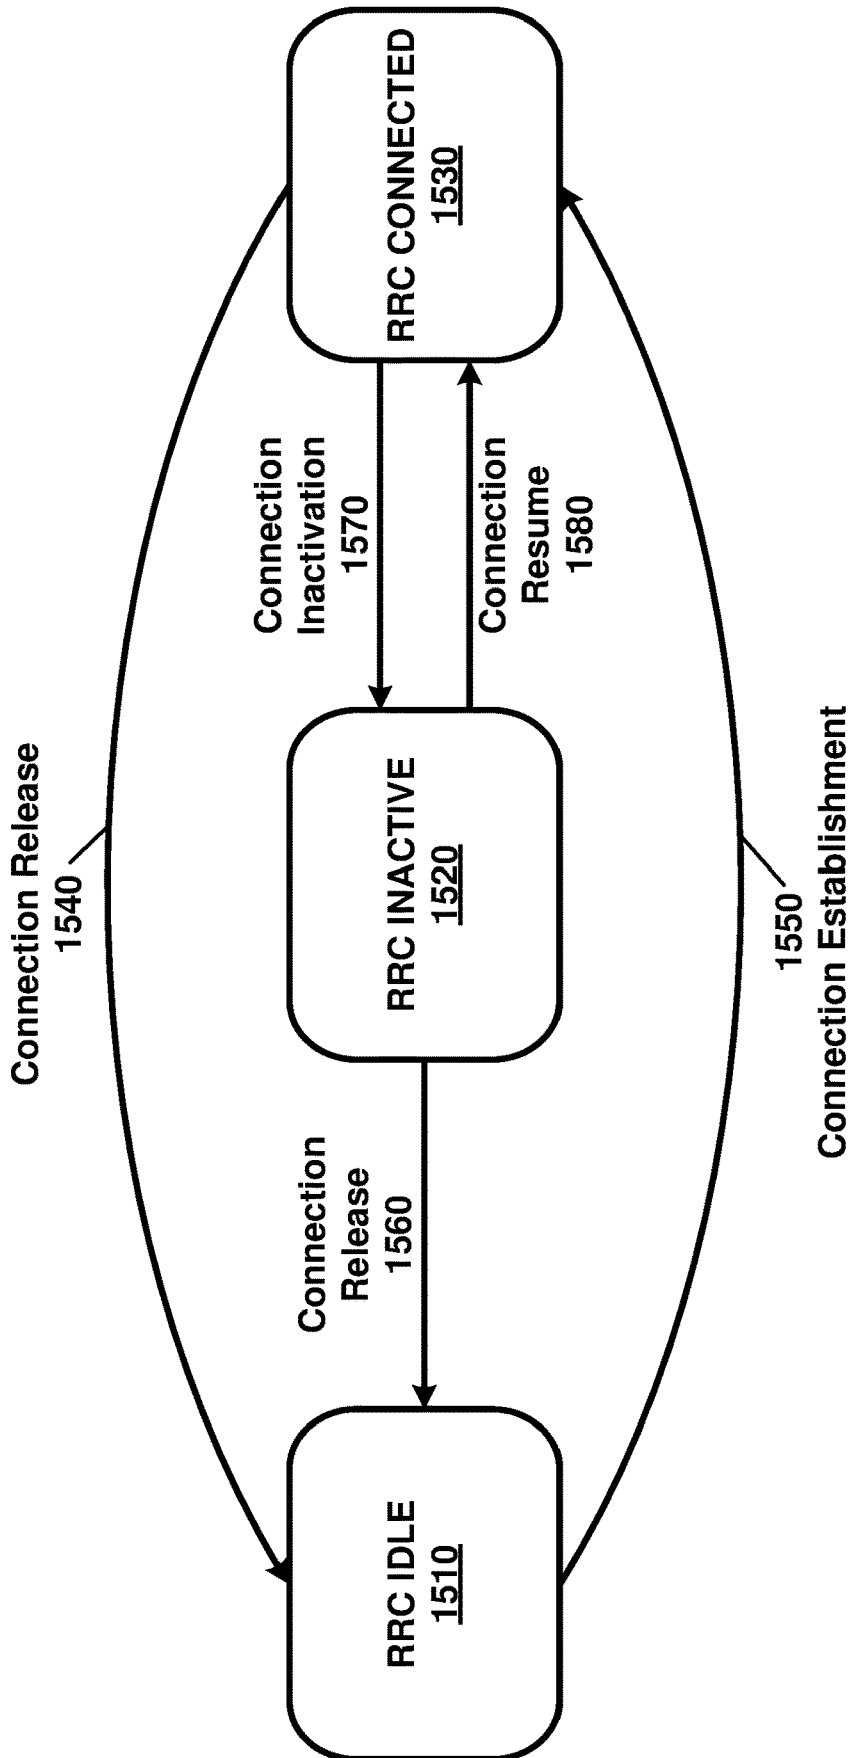 Connection Release
1540
RRC IDLE
1510
Connection
Release
1560
RRC INACTIVE
1520
Connection
Inactivation
1570
Connection
Resume
1580
RRC CONNECTED
1530
1550
Connection Establishment